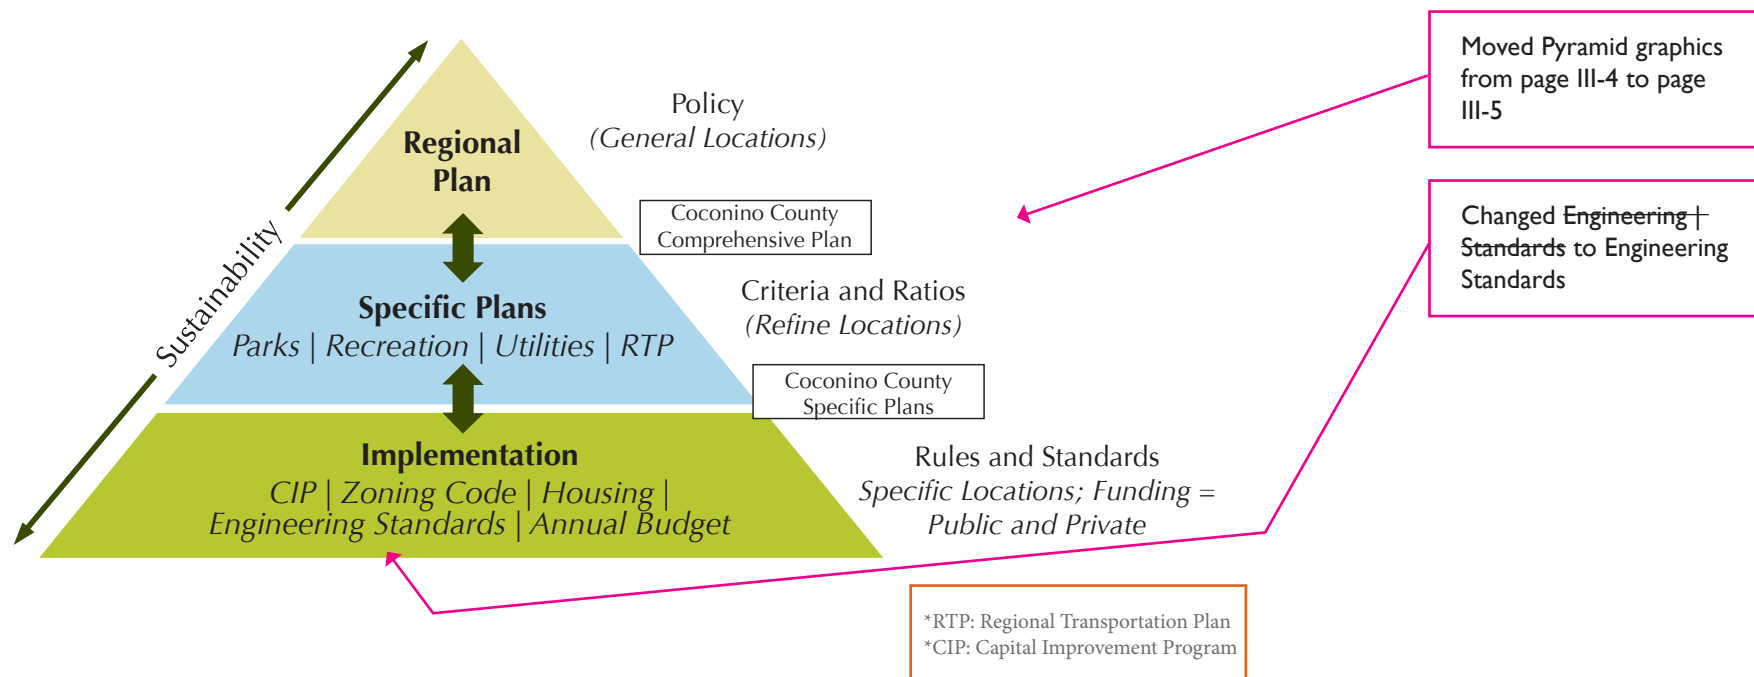 Sustainability
Regional
Plan
Policy
(General Locations)
Coconino County
Comprehensive Plan
Specific Plans
Parks | Recreation | Utilities | RTP
Criteria and Ratios
(Refine Locations)
Coconino County
Specific Plans
Implementation
CIP | Zoning Code | Housing |
Engineering Standards | Annual Budget
Rules and Standards
Specific Locations; Funding =
Public and Private
*RTP: Regional Transportation Plan
*CIP: Capital Improvement Program
Moved Pyramid graphics
from page III-4 to page
III-5
Changed Engineering |
Standards to Engineering
Standards